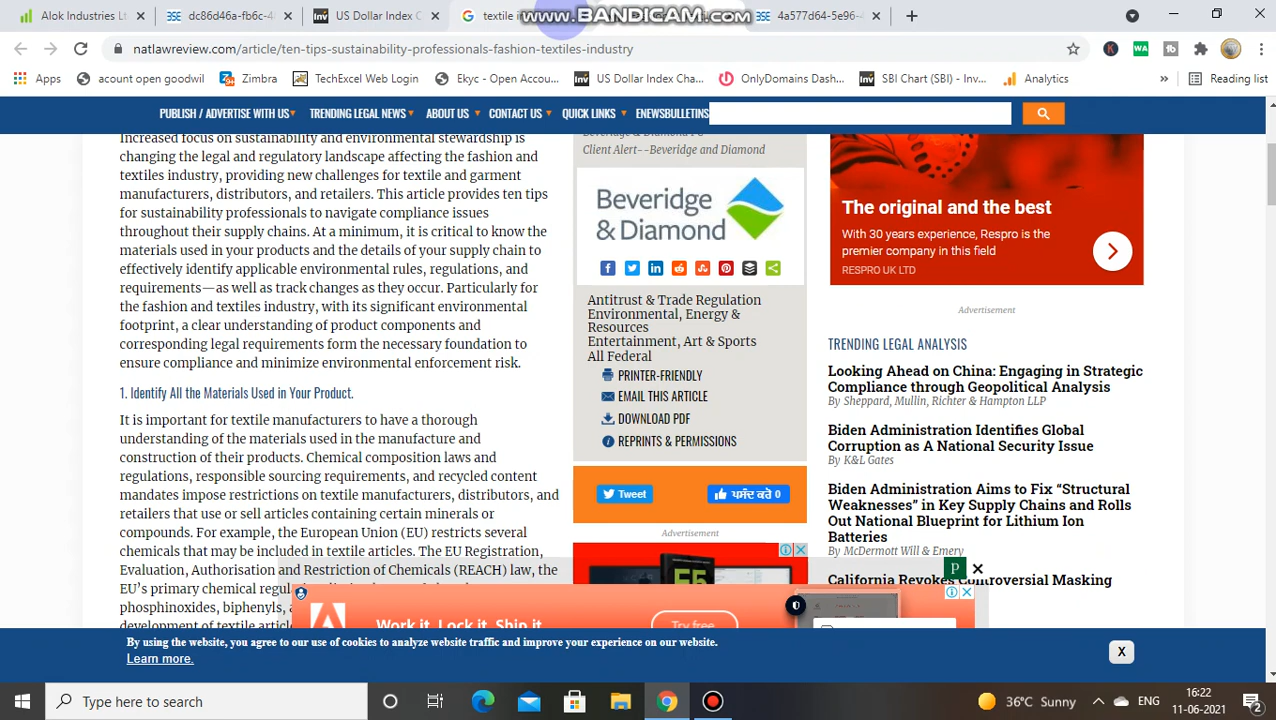 Alok Industries Lt
dc86d46a-fb6c-4
US Dollar Index C
textile i
www.BANDICAM.com
4a577d64-5e96-
natlawreview.com/article/ten-tips-sustainability-professionals-fashion-textiles-industry
Apps
acount open goodwil
Zimbra
TechExcel Web Login
Ekyc - Open Accou...
US Dollar Index Cha...
OnlyDomains Dash...
SBI Chart (SBI) - Inv...
Analytics
»
Reading list
PUBLISH / ADVERTISE WITH US
TRENDING LEGAL NEWS
ABOUT US
CONTACT US
QUICK LINKS
ENEWSBULLETINS
Increased focus on sustainability and environmental stewardship is
changing the legal and regulatory landscape affecting the fashion and
textiles industry, providing new challenges for textile and garment
manufacturers, distributors, and retailers. This article provides ten tips
for sustainability professionals to navigate compliance issues
throughout their supply chains. At a minimum, it is critical to know the
materials used in your products and the details of your supply chain to
effectively identify applicable environmental rules, regulations, and
requirements—as well as track changes as they occur. Particularly for
the fashion and textiles industry, with its significant environmental
footprint, a clear understanding of product components and
corresponding legal requirements form the necessary foundation to
ensure compliance and minimize environmental enforcement risk.
1. Identify All the Materials Used in Your Product.
It is important for textile manufacturers to have a thorough
understanding of the materials used in the manufacture and
construction of their products. Chemical composition laws and
regulations, responsible sourcing requirements, and recycled content
mandates impose restrictions on textile manufacturers, distributors, and
retailers that use or sell articles containing certain minerals or
compounds. For example, the European Union (EU) restricts several
chemicals that may be included in textile articles. The EU Registration,
Evaluation, Authorisation and Restriction of Chemicals (REACH) law, the
EU's primary chemical regu
phosphinoxides, biphenyls, a
development of textile article
Beveridge & Diamond PC
Client Alert--Beveridge and Diamond
Beveridge
& Diamond
Antitrust & Trade Regulation
Environmental, Energy &
Resources
Entertainment, Art & Sports
All Federal
PRINTER-FRIENDLY
EMAIL THIS ARTICLE
DOWNLOAD PDF
REPRINTS & PERMISSIONS
Tweet
ਪਸੰਦ ਕਰੋ 0
Advertisement
The original and the best
With 30 years experience, Respro is the
premier company in this field
RESPRO UK LTD
Advertisement
TRENDING LEGAL ANALYSIS
Looking Ahead on China: Engaging in Strategic
Compliance through Geopolitical Analysis
By Sheppard, Mullin, Richter & Hampton LLP
Biden Administration Identifies Global
Corruption as A National Security Issue
By K&L Gates
Biden Administration Aims to Fix “Structural
Weaknesses” in Key Supply Chains and Rolls
Out National Blueprint for Lithium Ion
Batteries
By McDermott Will & Emery
California Revokes Controversial Masking
P
Work it. Lock it. Ship it.
Try free
By using the website, you agree to our use of cookies to analyze website traffic and improve your experience on our website.
Learn more.
X
Type here to search
36°C Sunny
ENG
16:22
11-06-2021
2